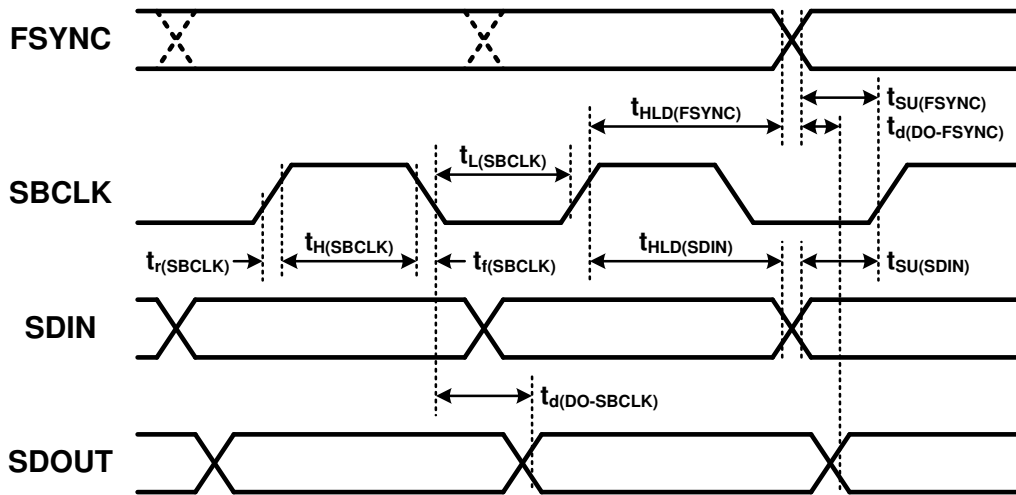 FSYNC
tSU(FSYNC)
tHLD(FSYNC)
td(DO-FSYNC)
tL(SBCLK)
SBCLK
tHLD(SDIN)
tr(SBCLK)
tH(SBCLK)
tf(SBCLK)
tSU(SDIN)
SDIN
td(DO-SBCLK)
SDOUT